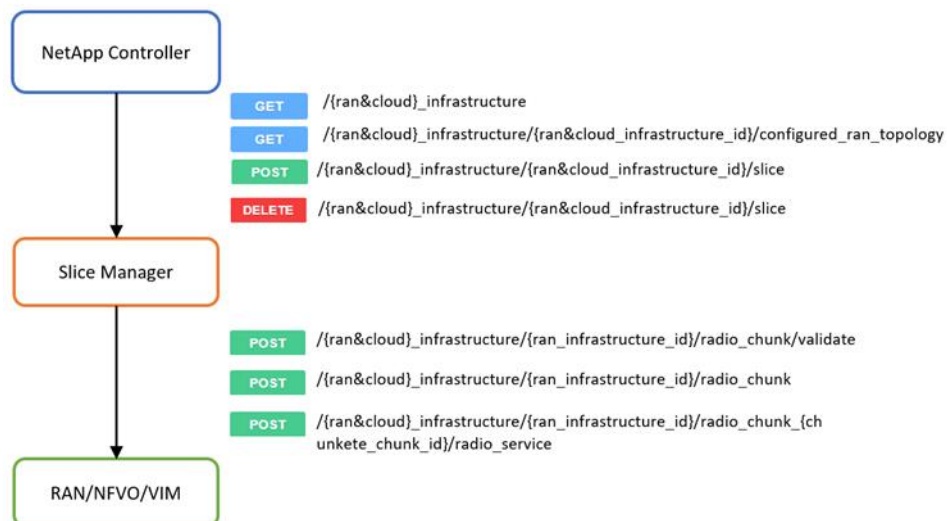 NetApp Controller
GET /{ran&cloud}_infrastructure
GET /{ran&cloud}_infrastructure/{ran&cloud_infrastructure_id}/configured_ran_topology
POST /{ran&cloud}_infrastructure/{ran&cloud_infrastructure_id}/slice
DELETE /{ran&cloud}_infrastructure/{ran&cloud_infrastructure_id}/slice
Slice Manager
POST /{ran&cloud}_infrastructure/{ran_infrastructure_id}/radio_chunk/validate
POST /{ran&cloud}_infrastructure/{ran_infrastructure_id}/radio_chunk
POST /{ran&cloud}_infrastructure/{ran_infrastructure_id}/radio_chunk_{ch
unkete_chunk_id}/radio_service
RAN/NFVO/VIM